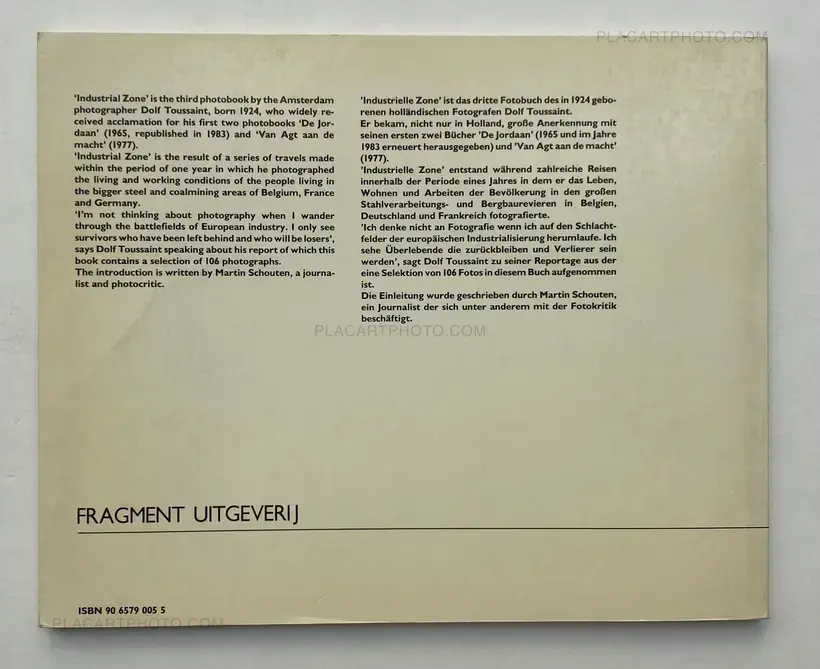 PLACARTPHOTO.COM
'Industrial Zone' is the third photobook by the Amsterdam
photographer Dolf Toussaint, born 1924, who widely re-
ceived acclamation for his first two photobooks 'De Jor-
daan' (1965, republished in 1983) and 'Van Agt aan de
macht' (1977).
'Industrial Zone' is the result of a series of travels made
within the period of one year in which he photographed
the living and working conditions of the people living in
the bigger steel and coalmining areas of Belgium, France
and Germany.
'I'm not thinking about photography when I wander
through the battlefields of European industry. I only see
survivors who have been left behind and who will be losers',
says Dolf Toussaint speaking about his report of which this
book contains a selection of 106 photographs.
The introduction is written by Martin Schouten, a journa-
list and photocritic.
'Industrielle Zone' ist das dritte Fotobuch des in 1924 gebo-
renen holländischen Fotografen Dolf Toussaint.
Er bekam, nicht nur in Holland, große Anerkennung mit
seinen ersten zwei Bücher 'De Jordaan' (1965 und im Jahre
1983 erneuert herausgegeben) und 'Van Agt aan de macht'
(1977).
'Industrielle Zone' entstand während zahlreiche Reisen
innerhalb der Periode eines Jahres in dem er das Leben,
Wohnen und Arbeiten der Bevölkerung in den großen
Stahlverarbeitungs- und Bergbaurevieren in Belgien,
Deutschland und Frankreich fotografierte.
'Ich denke nicht an Fotografie wenn ich auf den Schlacht-
felder der europäischen Industrialisierung herumlaufe. Ich
sehe Überlebende die zurückbleiben und Verlierer sein
werden', sagt Dolf Toussaint zu seiner Reportage aus der
eine Selektion von 106 Fotos in diesem Buch aufgenommen
ist.
Die Einleitung wurde geschrieben durch Martin Schouten,
ein Journalist der sich unter anderem mit der Fotokritik
beschäftigt.
PLACARTPHOTO.COM
FRAGMENT UITGEVERIJ
ISBN 90 6579 005 5
PLACARTPHOTO.COM